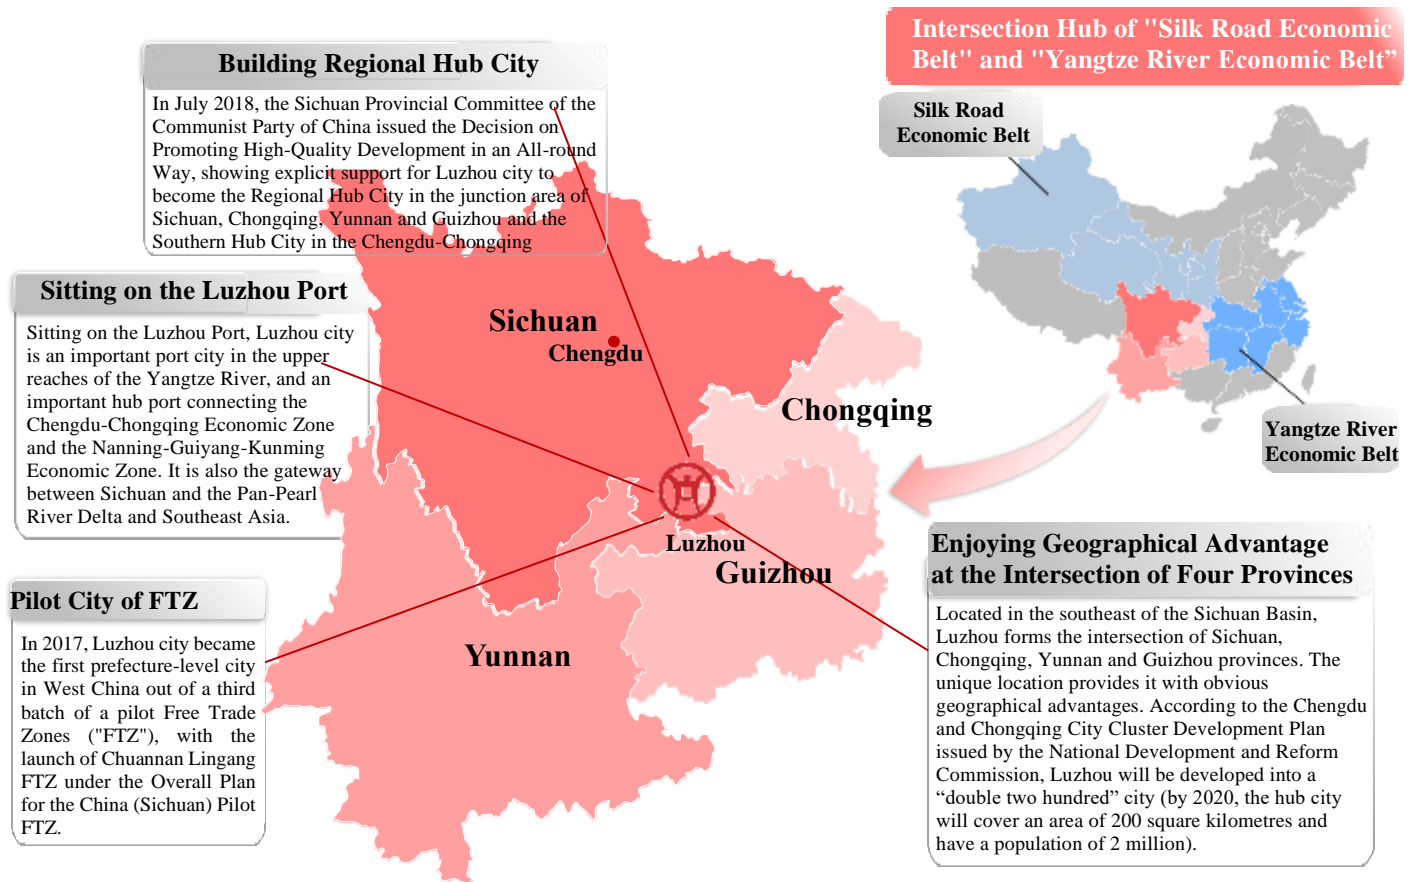 Building Regional Hub City
In July 2018, the Sichuan Provincial Committee of the
Communist Party of China issued the Decision on
Promoting High-Quality Development in an All-round
Way, showing explicit support for Luzhou city to
become the Regional Hub City in the junction area of
Sichuan, Chongqing, Yunnan and Guizhou and the
Southern Hub City in the Chengdu-Chongqing
Sitting on the Luzhou Port
Sitting on the Luzhou Port, Luzhou city
is an important port city in the upper
reaches of the Yangtze River, and an
important hub port connecting the
Chengdu-Chongqing Economic Zone
and the Nanning-Guiyang-Kunming
Economic Zone. It is also the gateway
between Sichuan and the Pan-Pearl
River Delta and Southeast Asia.
Pilot City of FTZ
In 2017, Luzhou city became
the first prefecture-level city
in West China out of a third
batch of a pilot Free Trade
Zones ("FTZ"), with the
launch of Chuannan Lingang
FTZ under the Overall Plan
for the China (Sichuan) Pilot
FTZ.
Sichuan
Chengdu
Chongqing
Luzhou
Guizhou
Yunnan
Intersection Hub of "Silk Road Economic
Belt" and "Yangtze River Economic Belt”
Silk Road
Economic Belt
Yangtze River
Economic Belt
Enjoying Geographical Advantage
at the Intersection of Four Provinces
Located in the southeast of the Sichuan Basin,
Luzhou forms the intersection of Sichuan,
Chongqing, Yunnan and Guizhou provinces. The
unique location provides it with obvious
geographical advantages. According to the Chengdu
and Chongqing City Cluster Development Plan
issued by the National Development and Reform
Commission, Luzhou will be developed into a
“double two hundred” city (by 2020, the hub city
will cover an area of 200 square kilometres and
have a population of 2 million).